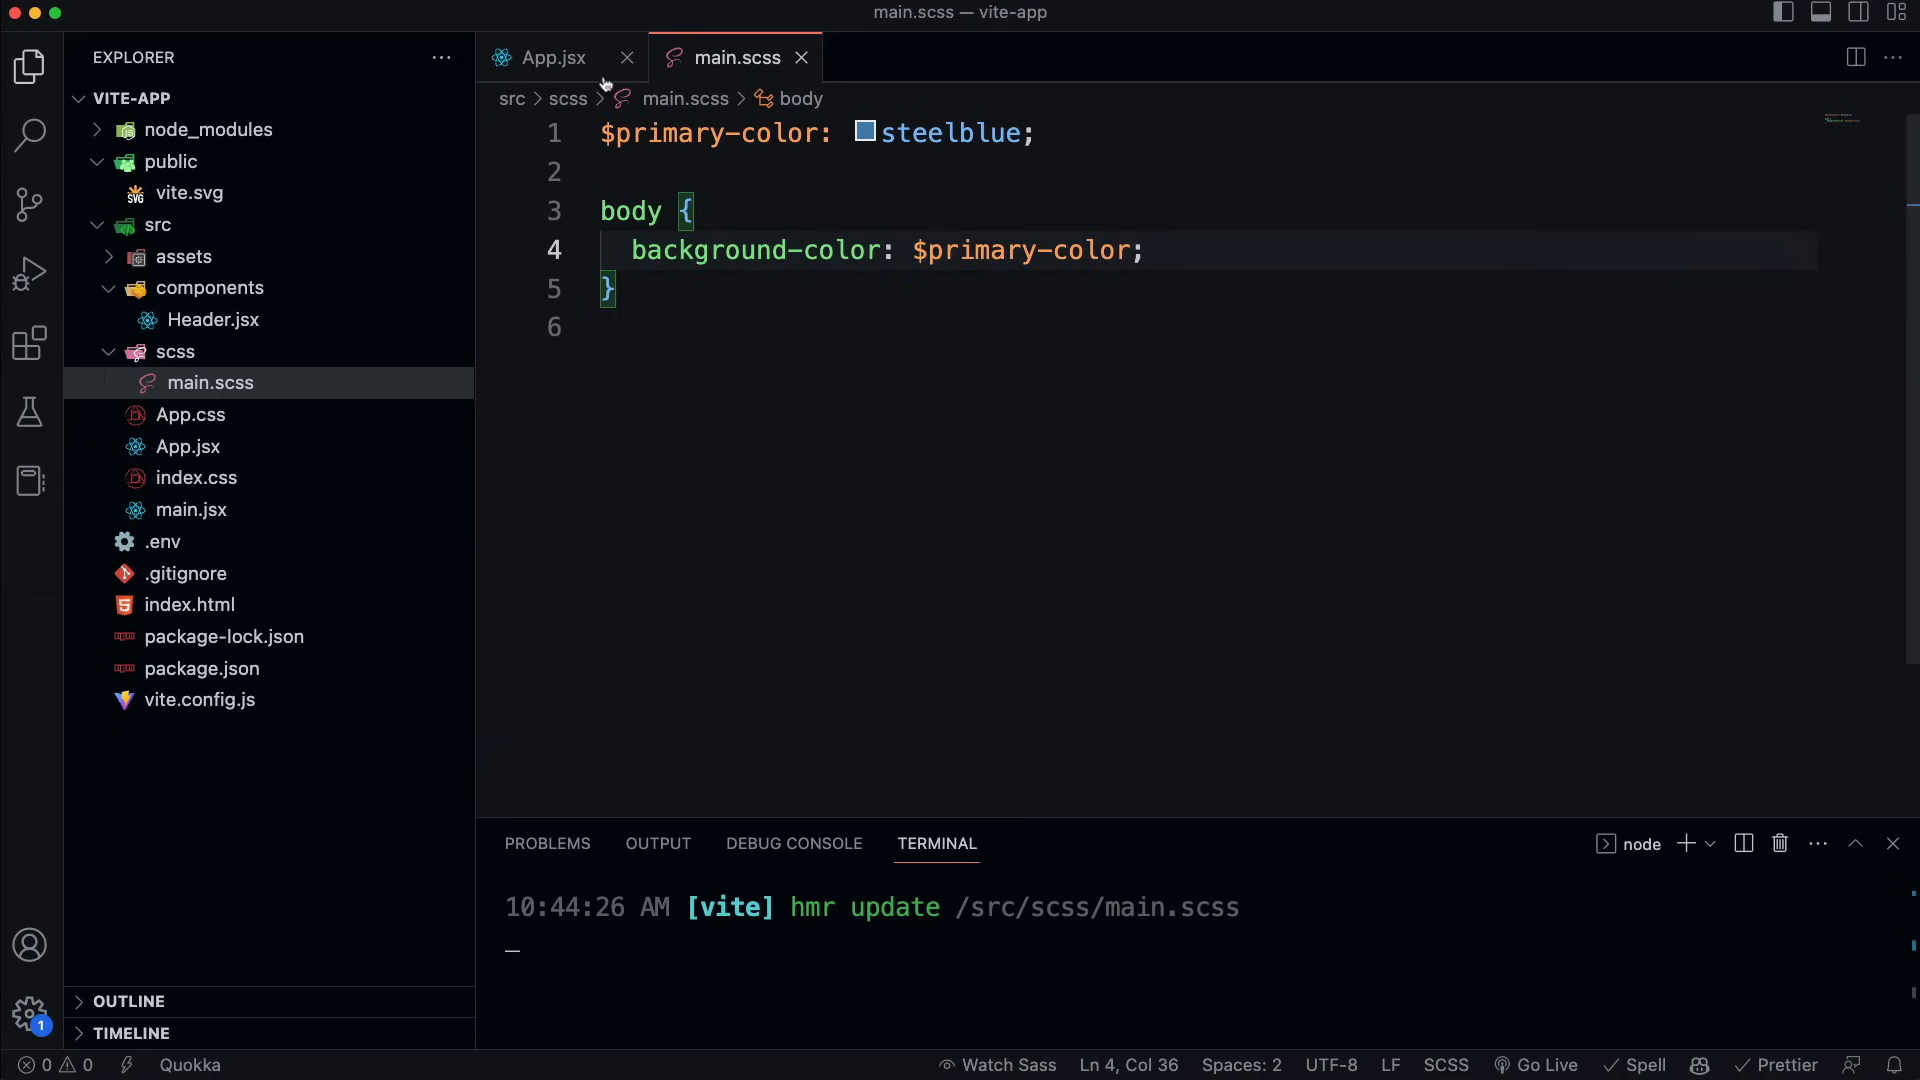 main.scss — vite-app
EXPLORER
App.jsx
main.scss
VITE-APP
node_modules
public
vite.svg
src
assets
components
Header.jsx
scss
main.scss
App.css
App.jsx
index.css
main.jsx
.env
.gitignore
index.html
package-lock.json
package.json
vite.config.js
OUTLINE
TIMELINE
src > scss > main.scss > body
1 $primary-color: steelblue;
2
3 body {
4 background-color: $primary-color;
5 }
6
PROBLEMS OUTPUT DEBUG CONSOLE TERMINAL
node
10:44:26 AM [vite] hmr update /src/scss/main.scss
1
0 0 Quokka Watch Sass Ln 4, Col 36 Spaces: 2 UTF-8 LF SCSS Go Live Spell Prettier